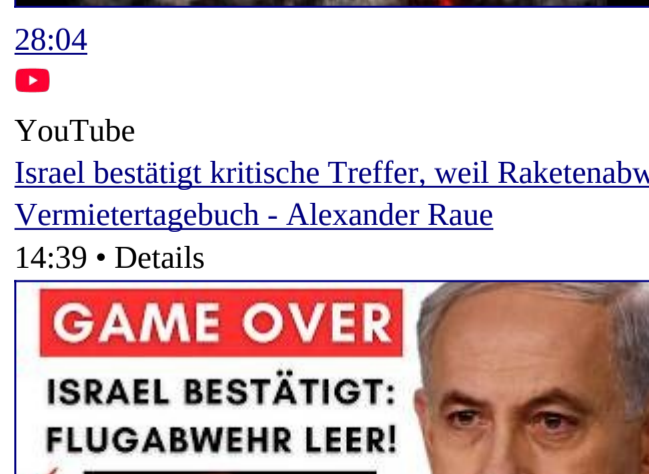 28:04
YouTube
Israel bestätigt kritische Treffer, weil Raketenabw
Vermietertagebuch - Alexander Raue
14:39 • Details
GAME OVER
ISRAEL BESTÄTIGT:
FLUGABWEHR LEER!